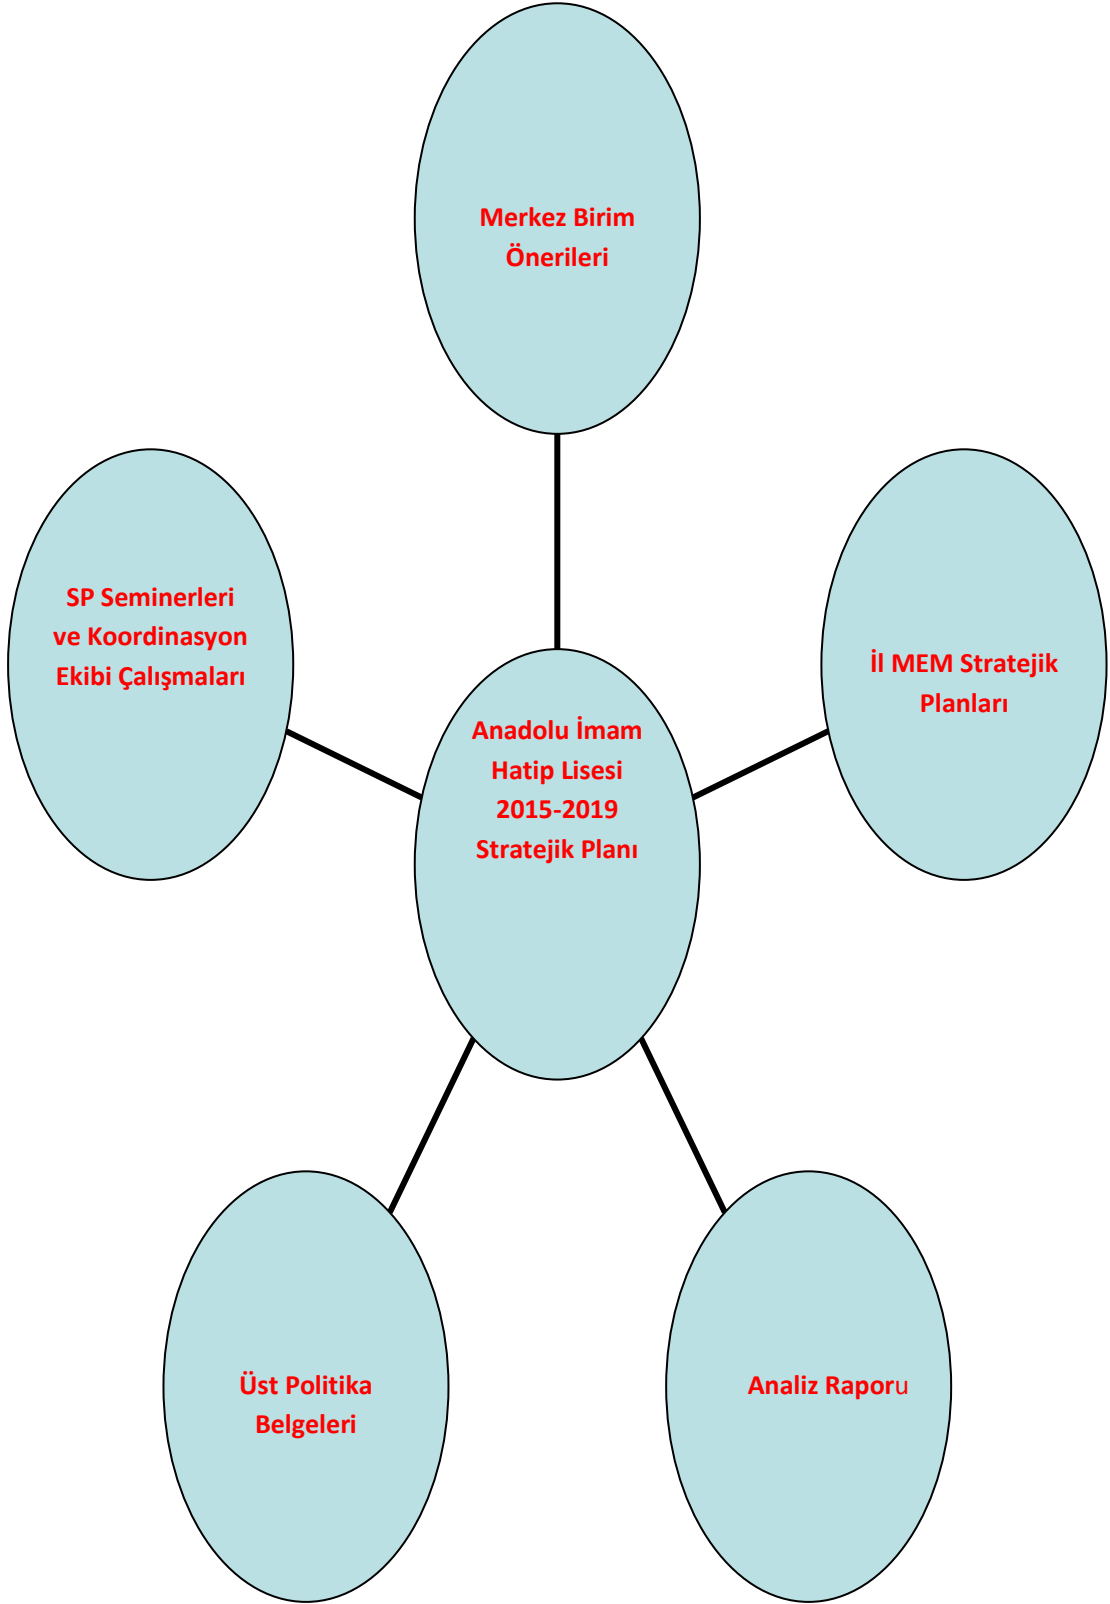 Merkez Birim
Önerileri
SP Seminerleri
ve Koordinasyon
Ekibi Çalışmaları
İl MEM Stratejik
Planları
Anadolu İmam
Hatip Lisesi
2015-2019
Stratejik Planı
Üst Politika
Belgeleri
Analiz Raporu